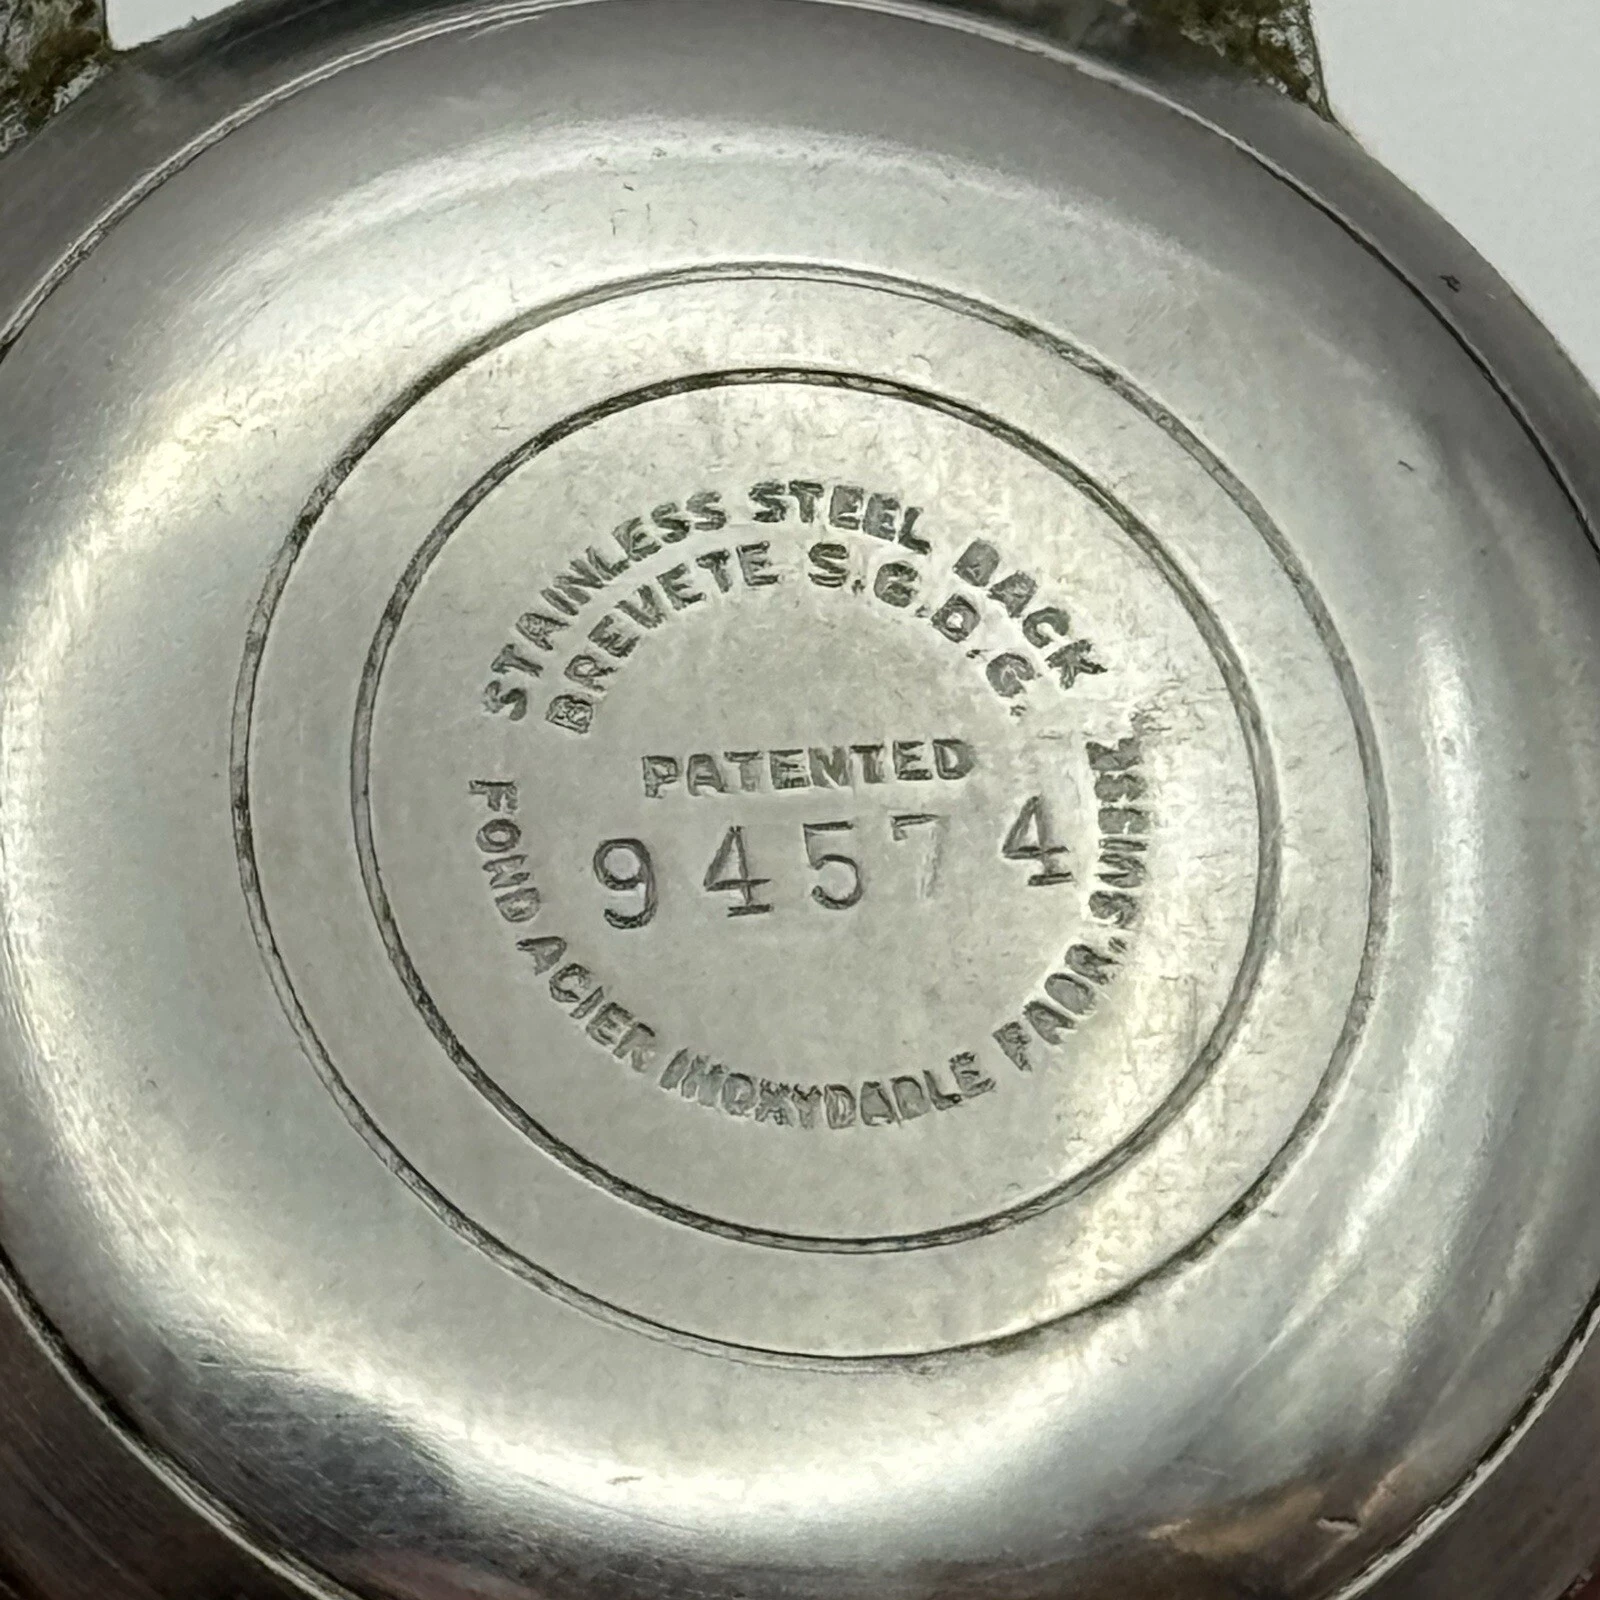 STAINLESS STEEL BACK
BREVETE S.G.D.G.
PATENTED
94574
FOND ACIER INOXYDABLE FABR. SUISSE